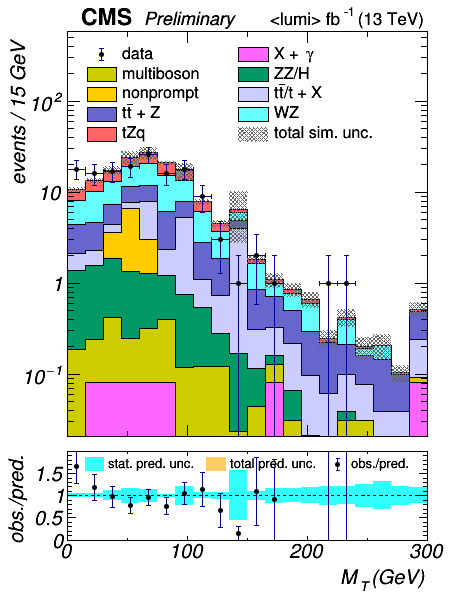 CMS Preliminary <lumi> fb⁻¹ (13 TeV)
events / 15 GeV
data
multiboson
nonprompt
tt̄ + Z
tZq
X + γ
ZZ/H
tt̄/t + X
WZ
total sim. unc.
10²
10
1
10⁻¹
obs./pred.
stat. pred. unc. total pred. unc. obs./pred.
1.5
1
0.5
0
0 100 200 300
M_T (GeV)